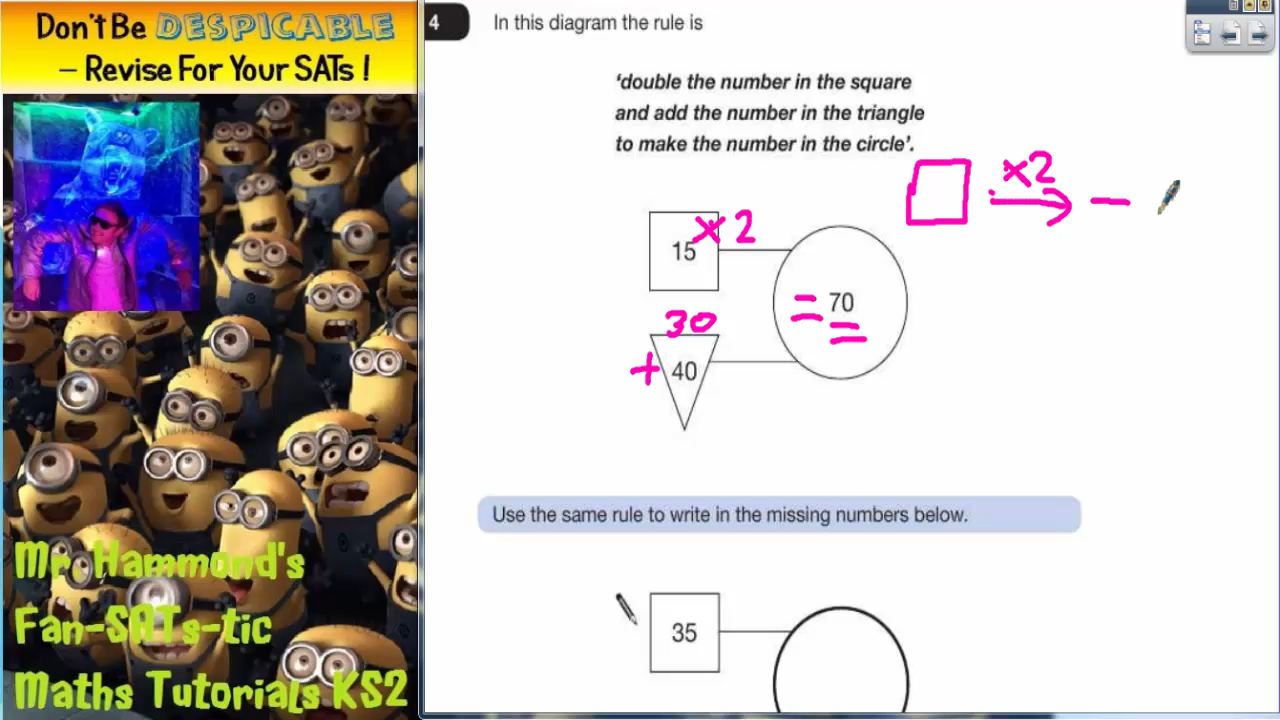 Don't Be DESPICABLE
– Revise For Your SATs !
Mr. Hammond's
Fan-SATs-tic
Maths Tutorials KS2
4
In this diagram the rule is
'double the number in the square
and add the number in the triangle
to make the number in the circle'.
×2 –
15 ×2
= 70
30
+ 40
Use the same rule to write in the missing numbers below.
35